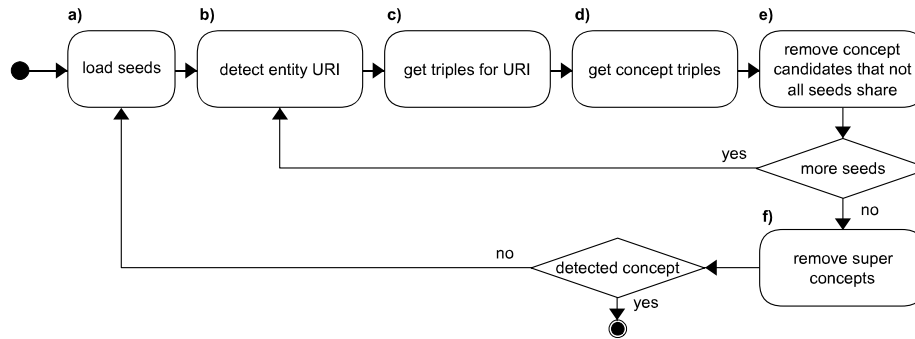 a)
b)
c)
d)
e)
load seeds
detect entity URI
get triples for URI
get concept triples
remove concept
candidates that not
all seeds share
yes
more seeds
no
f)
no
detected concept
remove super
concepts
yes